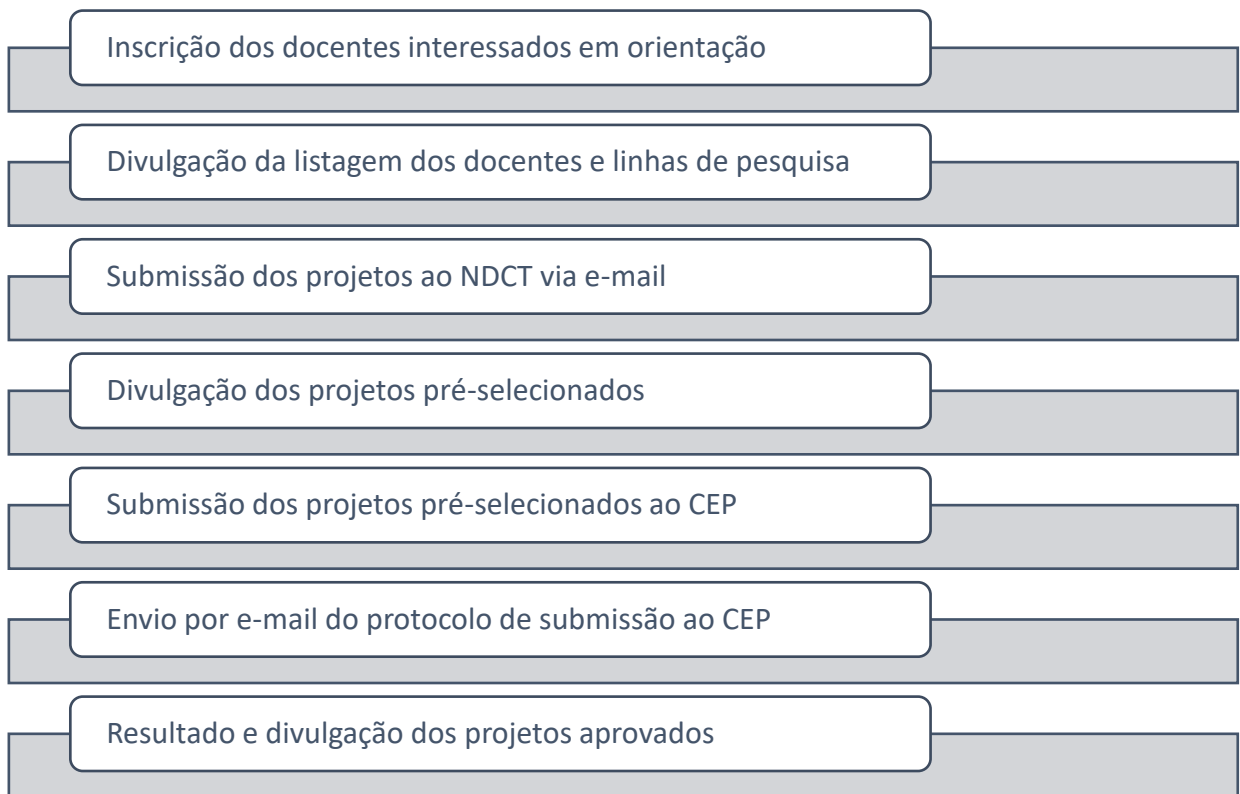 Inscrição dos docentes interessados em orientação
Divulgação da listagem dos docentes e linhas de pesquisa
Submissão dos projetos ao NDCT via e-mail
Divulgação dos projetos pré-selecionados
Submissão dos projetos pré-selecionados ao CEP
Envio por e-mail do protocolo de submissão ao CEP
Resultado e divulgação dos projetos aprovados